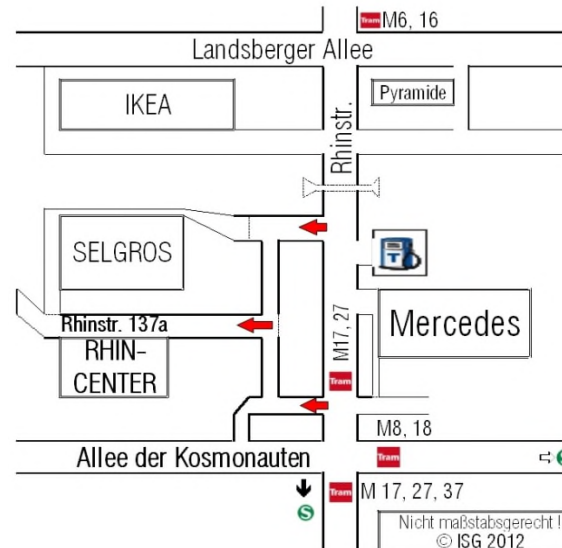 Tram M6, 16
Landsberger Allee
IKEA
Pyramide
Rhinstr.
SELGROS
T
Rhinstr. 137a
M17, 27
Mercedes
RHIN-
CENTER
Tram
M8, 18
Allee der Kosmonauten
Tram
S
Tram M 17, 27, 37
S
Nicht maßstabsgerecht !
© ISG 2012